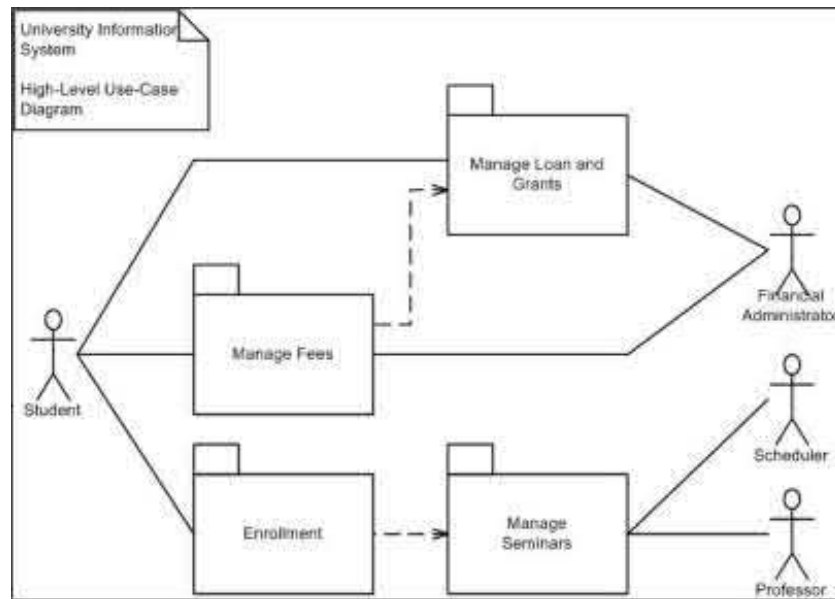 University Information
System
High-Level Use-Case
Diagram
Manage Loan and
Grants
Financial
Administrator
Manage Fees
Student
Scheduler
Enrollment
Manage
Seminars
Professor